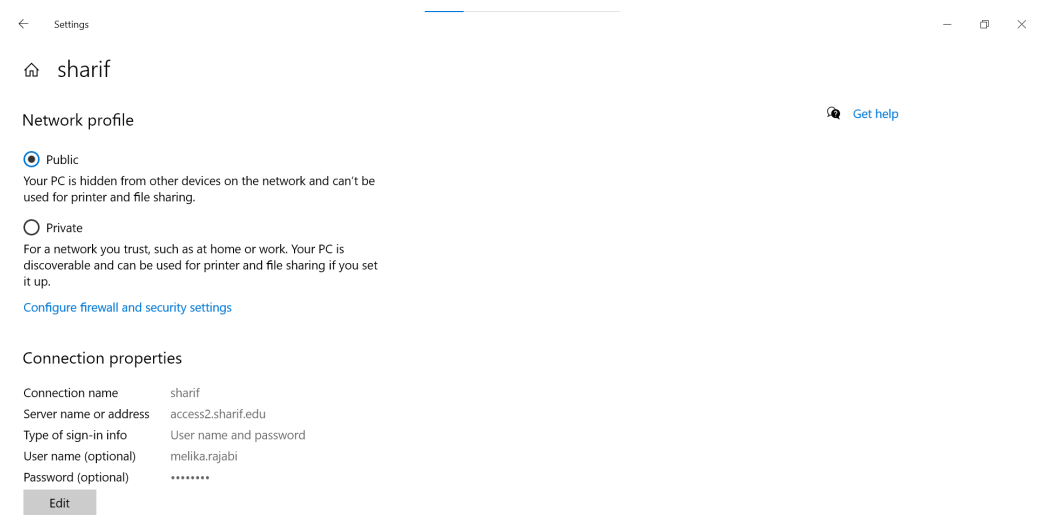 Settings
sharif
Network profile
Get help
Public
Your PC is hidden from other devices on the network and can't be
used for printer and file sharing.
Private
For a network you trust, such as at home or work. Your PC is
discoverable and can be used for printer and file sharing if you set
it up.
Configure firewall and security settings
Connection properties
Connection name sharif
Server name or address access2.sharif.edu
Type of sign-in info User name and password
User name (optional) melika.rajabi
Password (optional) ••••••••
Edit